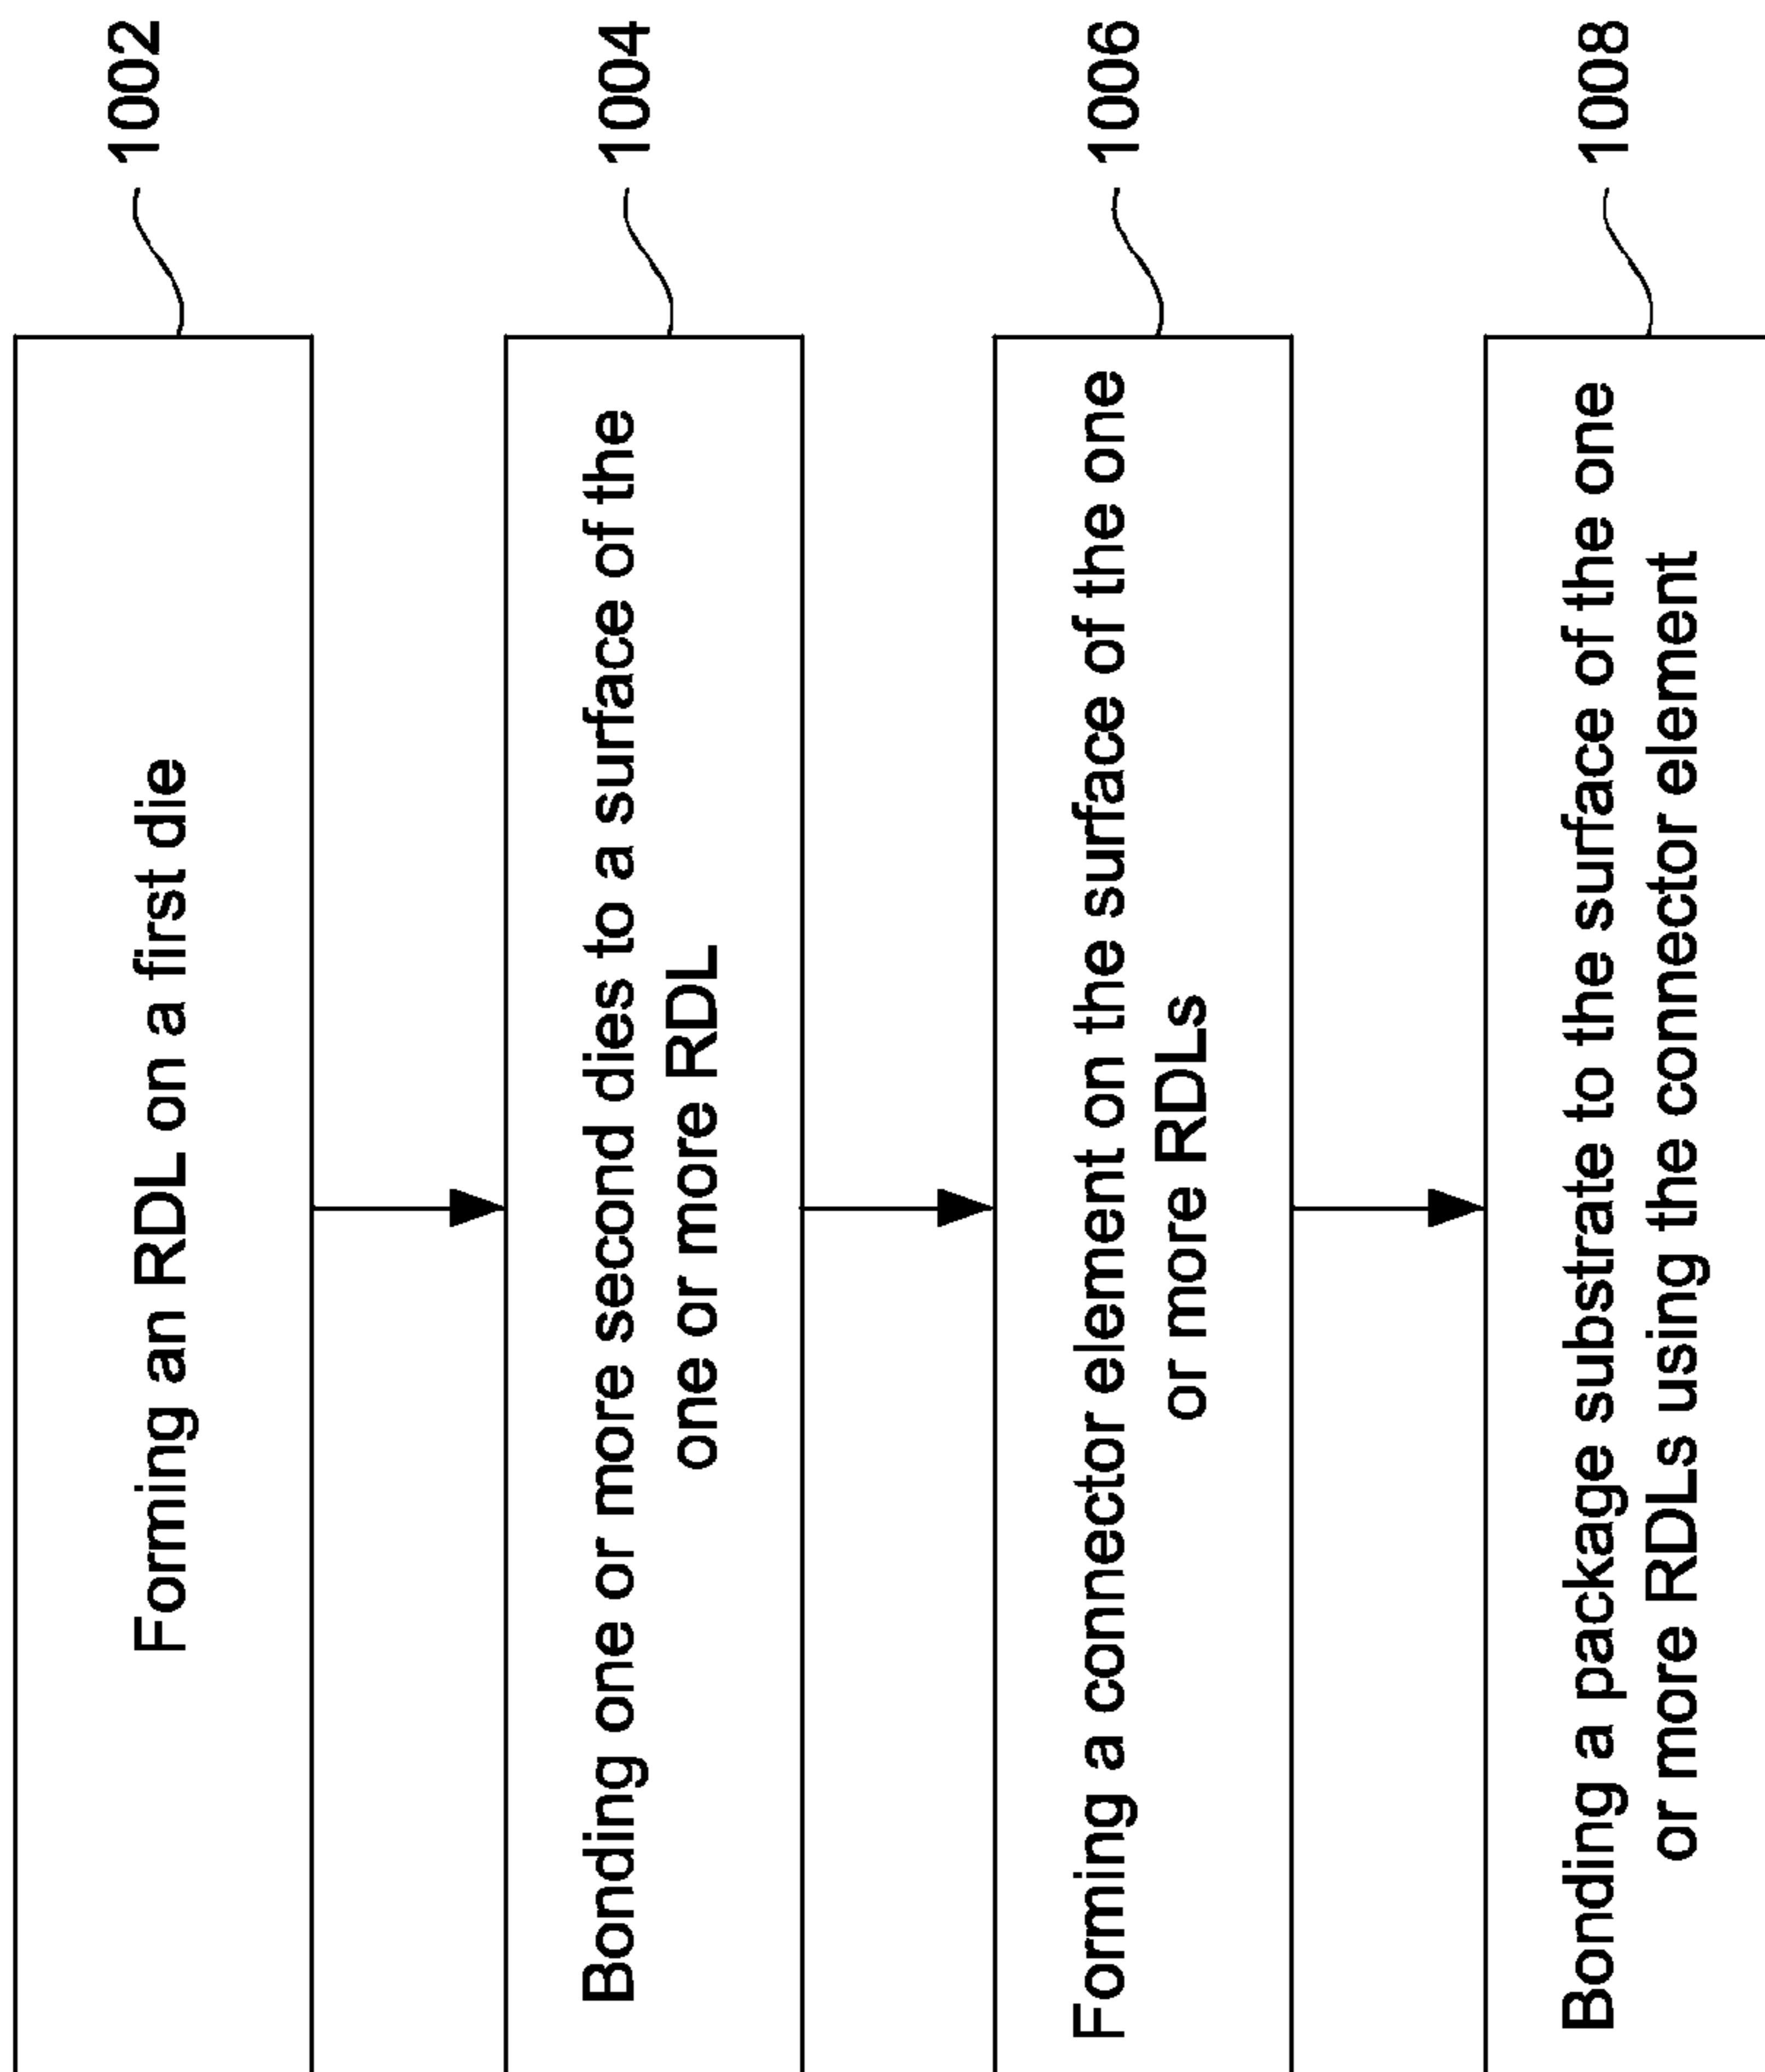 Forming an RDL on a first die
1002
Bonding one or more second dies to a surface of the
one or more RDL
1004
Forming a connector element on the surface of the one
or more RDLs
1006
Bonding a package substrate to the surface of the one
or more RDLs using the connector element
1008